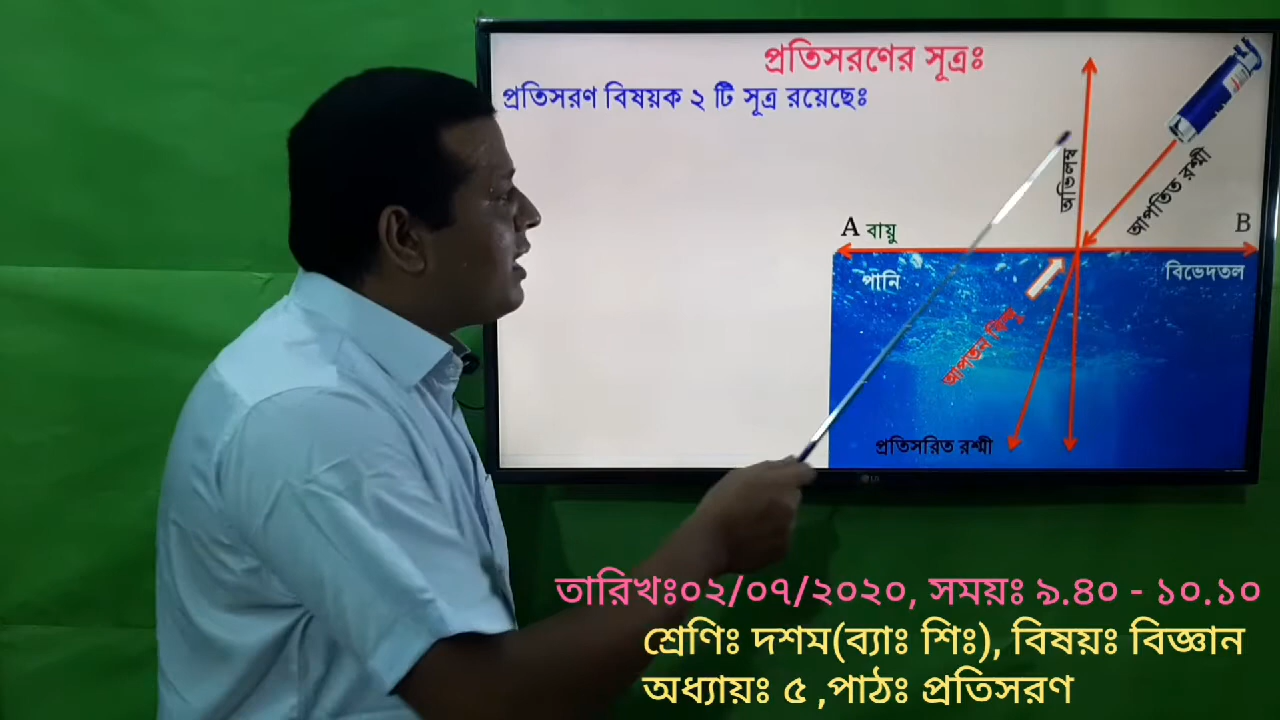 প্রতিসরণের সূত্রঃ
প্রতিসরণ বিষয়ক ২ টি সূত্র রয়েছেঃ
অভিলম্ব
আপতিত রশ্মী
A বায়ু
B
পানি
বিভেদতল
আপতন বিন্দু
প্রতিসরিত রশ্মী
LG
তারিখঃ০২/০৭/২০২০, সময়ঃ ৯.৪০ - ১০.১০
শ্রেণিঃ দশম(ব্যাঃ শিঃ), বিষয়ঃ বিজ্ঞান
অধ্যায়ঃ ৫ ,পাঠঃ প্রতিসরণ